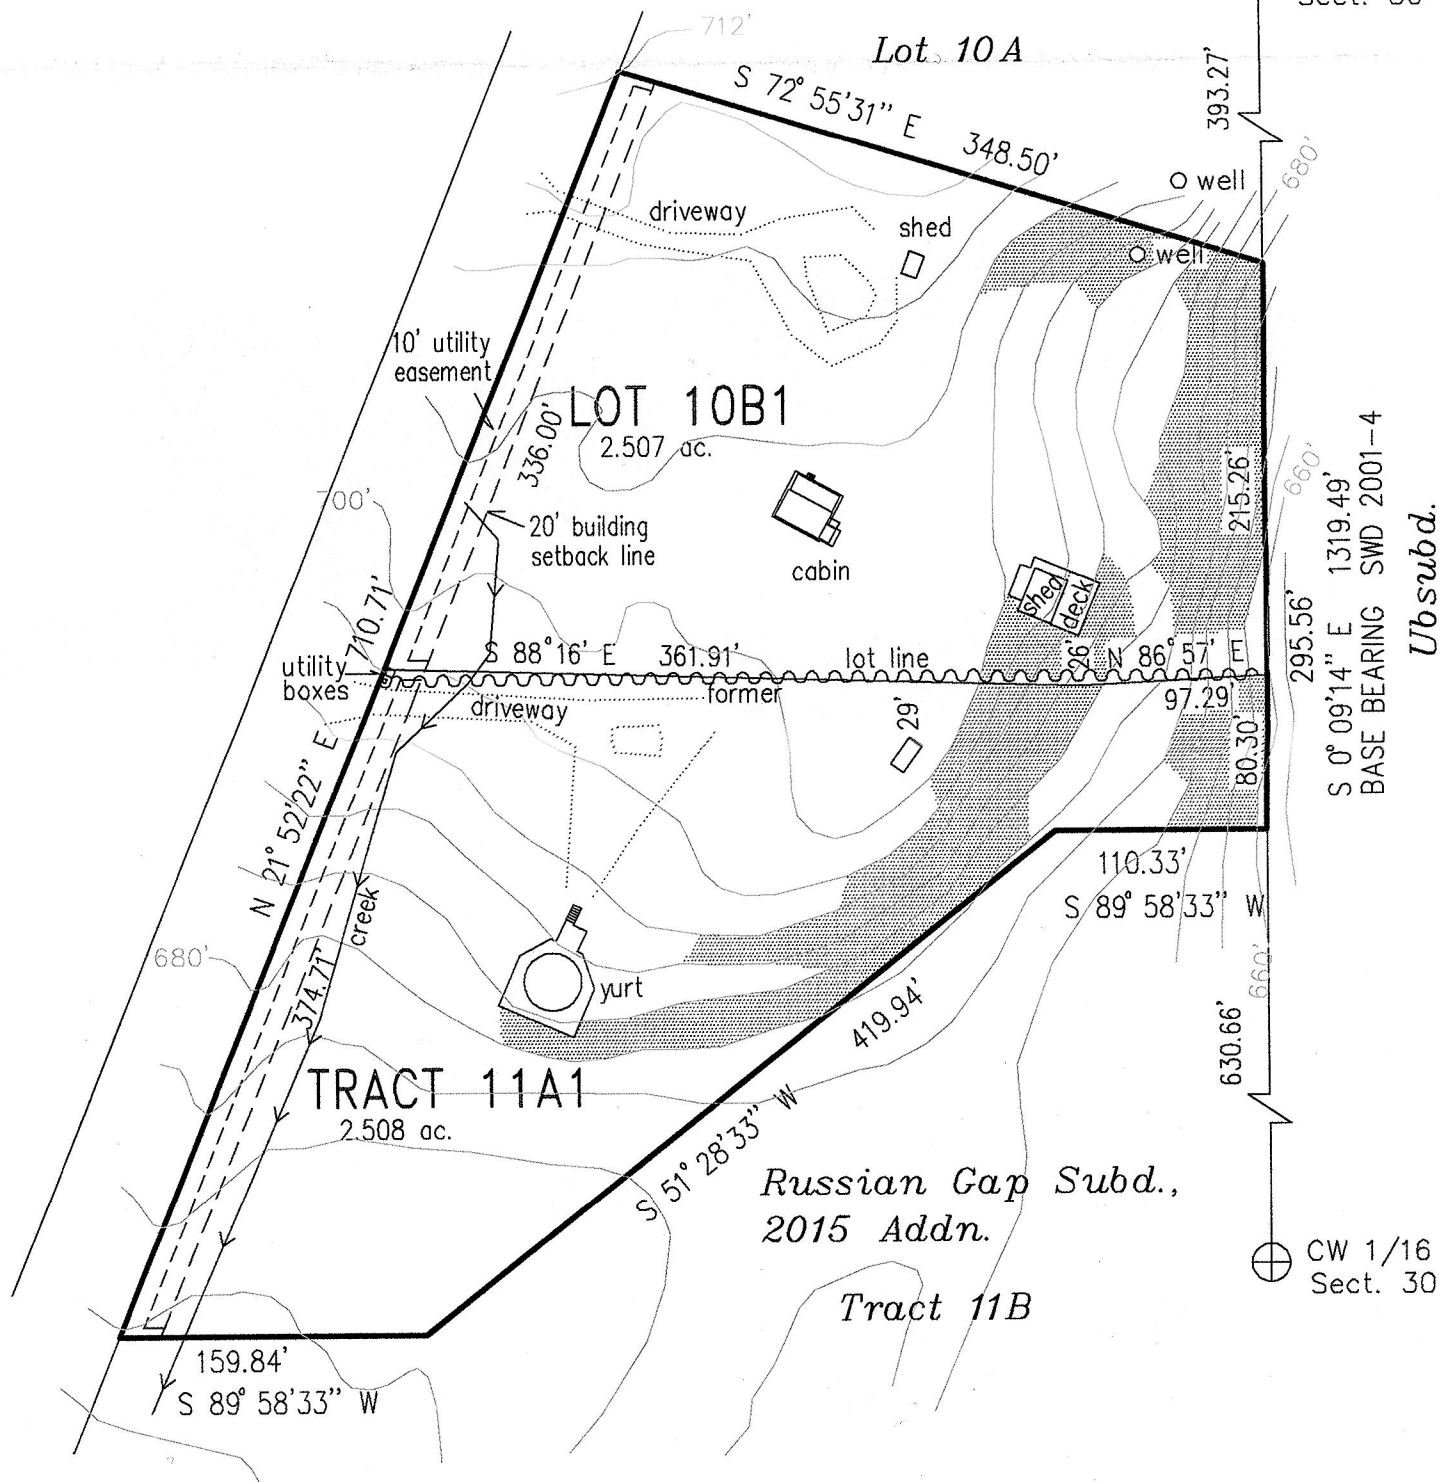 712'
Lot 10A
S 72° 55'31" E 348.50'
393.27'
680'
well
driveway
shed
well
10' utility
easement
336.00'
LOT 10B1
2.507 ac.
215.26'
660'
S 0° 09'14" E 1319.49'
BASE BEARING SWD 2001-4
Ubsubd.
700'
20' building
setback line
cabin
shed
deck
710.71'
295.56'
utility
boxes
S 88° 16' E 361.91' lot line
26'
N 86° 57' E
former
97.29'
driveway
29'
80.30'
N 21° 52'22" E
110.33'
S 89° 58'33" W
creek
680'
374.71'
yurt
660'
419.94'
630.66'
TRACT 11A1
2.508 ac.
S 51° 28'33" W
Russian Gap Subd.,
2015 Addn.
CW 1/16
Sect. 30
Tract 11B
159.84'
S 89° 58'33" W